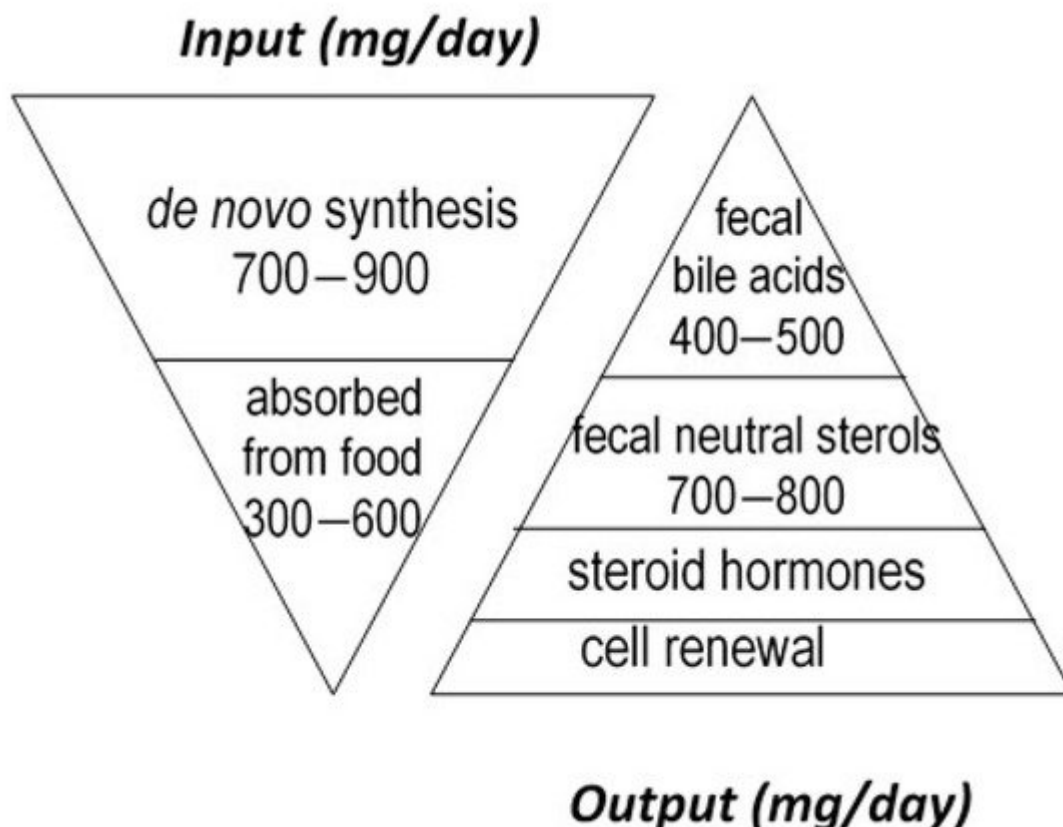 Input (mg/day)
de novo synthesis
700–900
absorbed
from food
300–600
fecal
bile acids
400–500
fecal neutral sterols
700–800
steroid hormones
cell renewal
Output (mg/day)